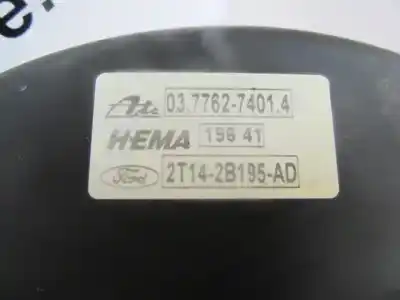 e.
Ate 03.7762-7401.4
HEMA 156 41
Ford 2T14-2B195-AD